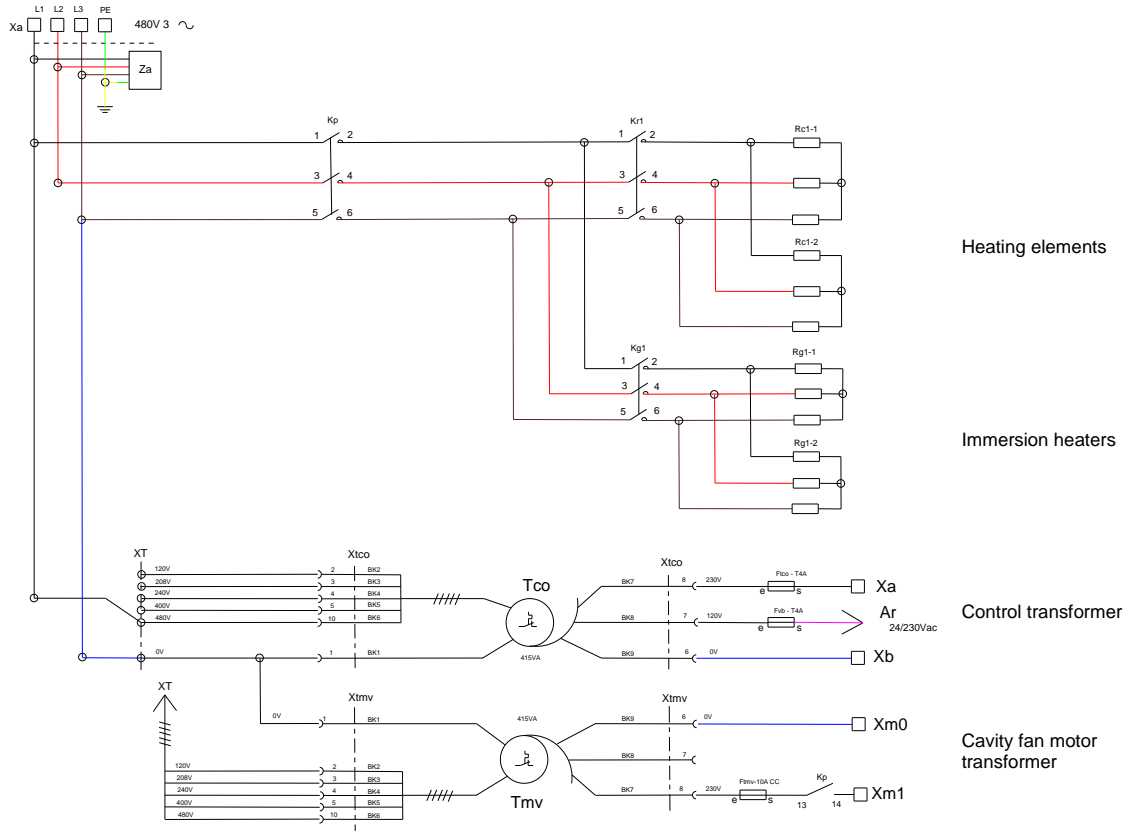 L1 L2 L3 PE
Xa 480V 3
Za
Kp Kr1 Rc1-1
1 2 1 2
3 4 3 4
5 6 5 6
Rc1-2
Heating elements
Kg1 Rg1-1
1 2
3 4
5 6
Immersion heaters
Rg1-2
XT Xtco Xtco
120V 2 BK2
208V 3 BK3
240V 4 BK4
400V 5 BK5
480V 10 BK6
0V 1 BK1
Tco
415VA
BK7 8 230V Ftco - T4A e s Xa
BK8 7 120V Fvb - T4A e s Ar
24/230Vac
BK9 6 0V Xb
Control transformer
XT Xtmv Xtmv
0V 1 BK1
120V 2 BK2
208V 3 BK3
240V 4 BK4
400V 5 BK5
480V 10 BK6
415VA
Tmv
BK9 6 0V Xm0
BK8 7
BK7 8 230V Ftmv-10A CC e s Kp 13 14 Xm1
Cavity fan motor
transformer